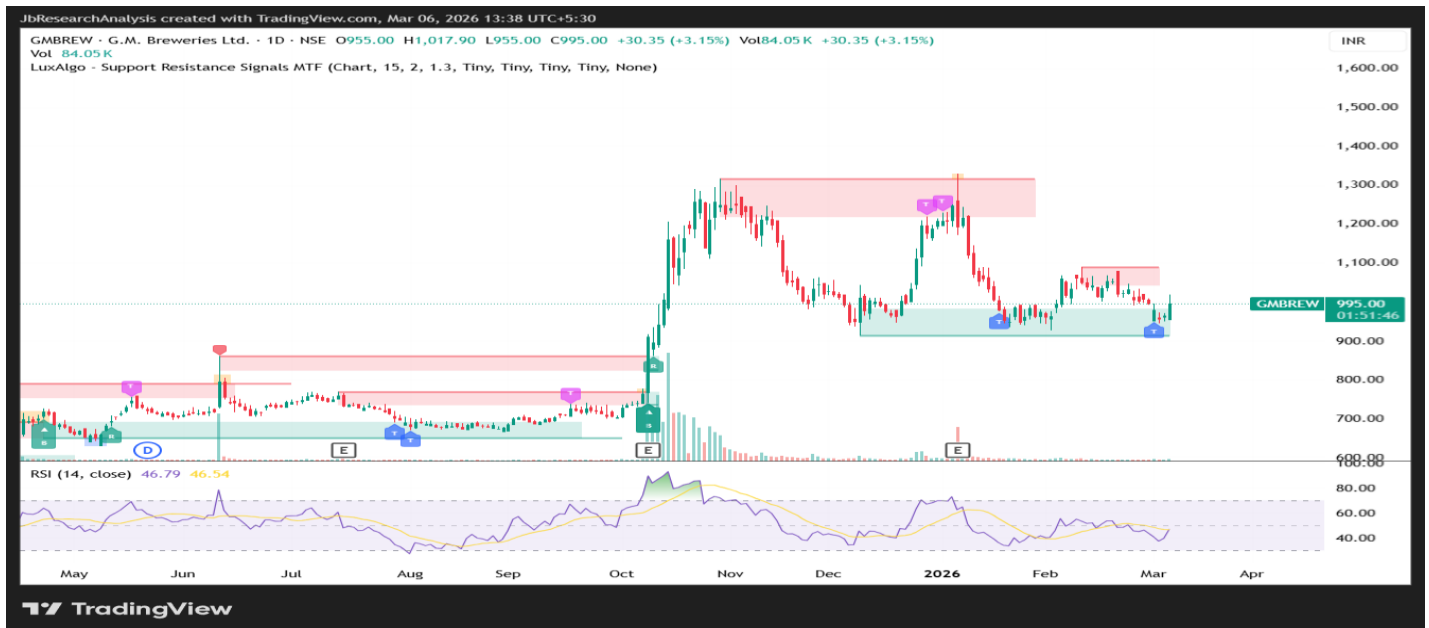 JbResearchAnalysis created with TradingView.com, Mar 06, 2026 13:38 UTC+5:30
GMBREW · G.M. Breweries Ltd. · 1D · NSE O955.00 H1,017.90 L955.00 C995.00 +30.35 (+3.15%) Vol84.05 K +30.35 (+3.15%)
INR
Vol 84.05 K
LuxAlgo - Support Resistance Signals MTF (Chart, 15, 2, 1.3, Tiny, Tiny, Tiny, Tiny, None)
1,600.00
1,500.00
1,400.00
1,300.00
T T
1,200.00
1,100.00
GMBREW 995.00
01:51:46
T T
900.00
B
800.00
T T
700.00
A B B T T A B
D E E E
600.00
100.00
RSI (14, close) 46.79 46.54
80.00
60.00
40.00
May Jun Jul Aug Sep Oct Nov Dec 2026 Feb Mar Apr
TradingView